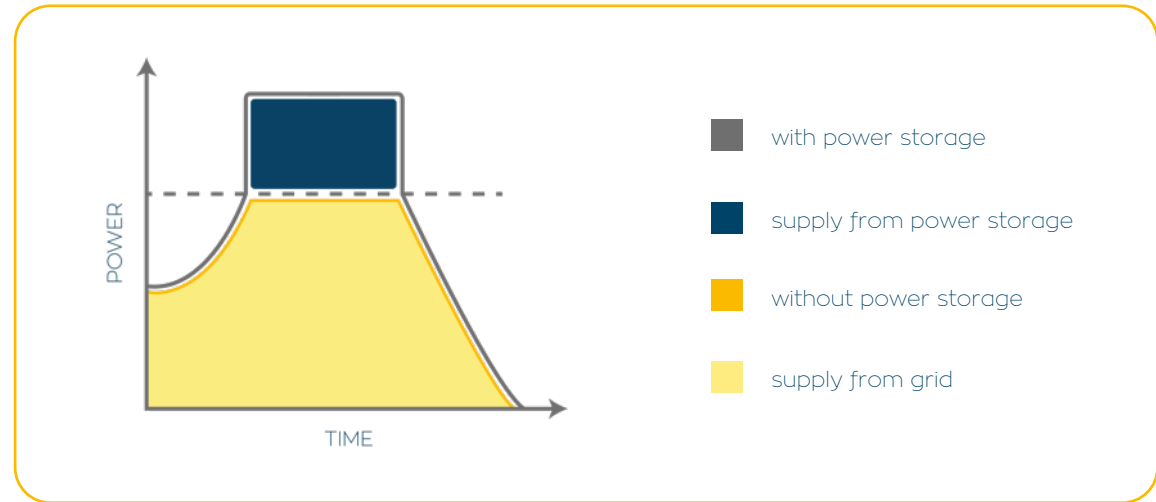 POWER
TIME
with power storage
supply from power storage
without power storage
supply from grid